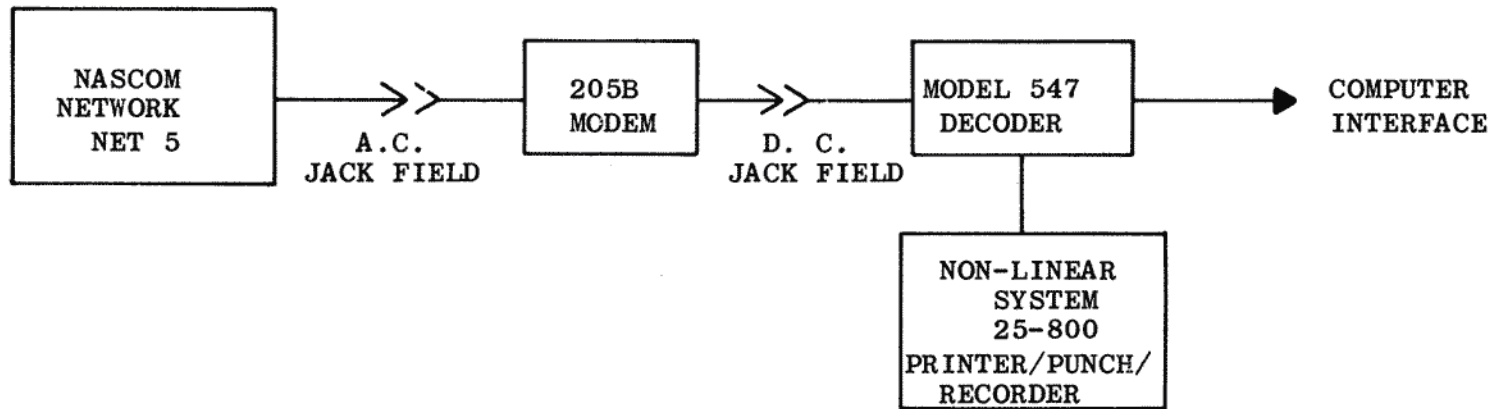 NASCOM
NETWORK
NET 5
A.C.
JACK FIELD
205B
MODEM
D. C.
JACK FIELD
MODEL 547
DECODER
COMPUTER
INTERFACE
NON-LINEAR
SYSTEM
25-800
PRINTER/PUNCH/
RECORDER